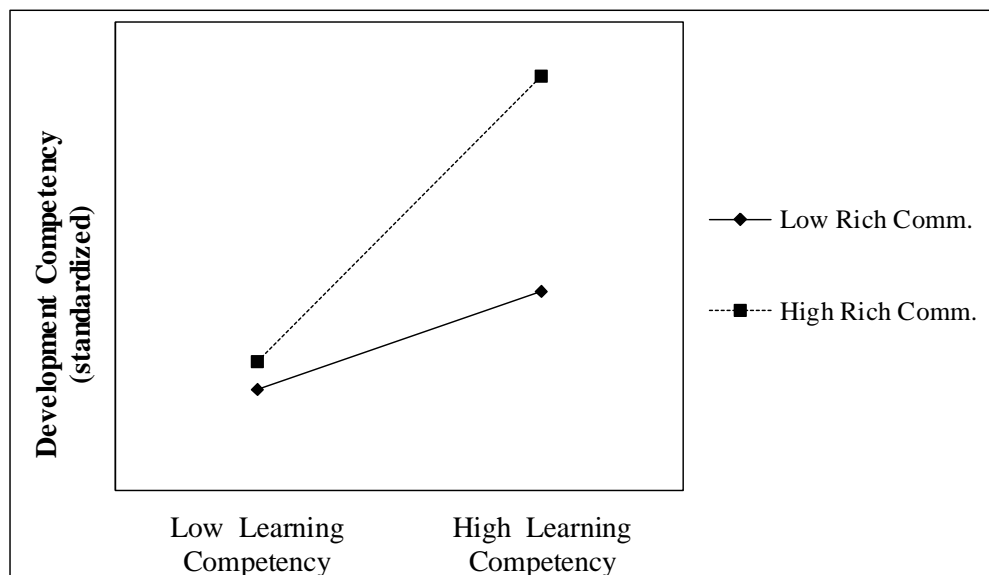 Development Competency
(standardized)
Low Rich Comm.
High Rich Comm.
Low Learning
Competency
High Learning
Competency